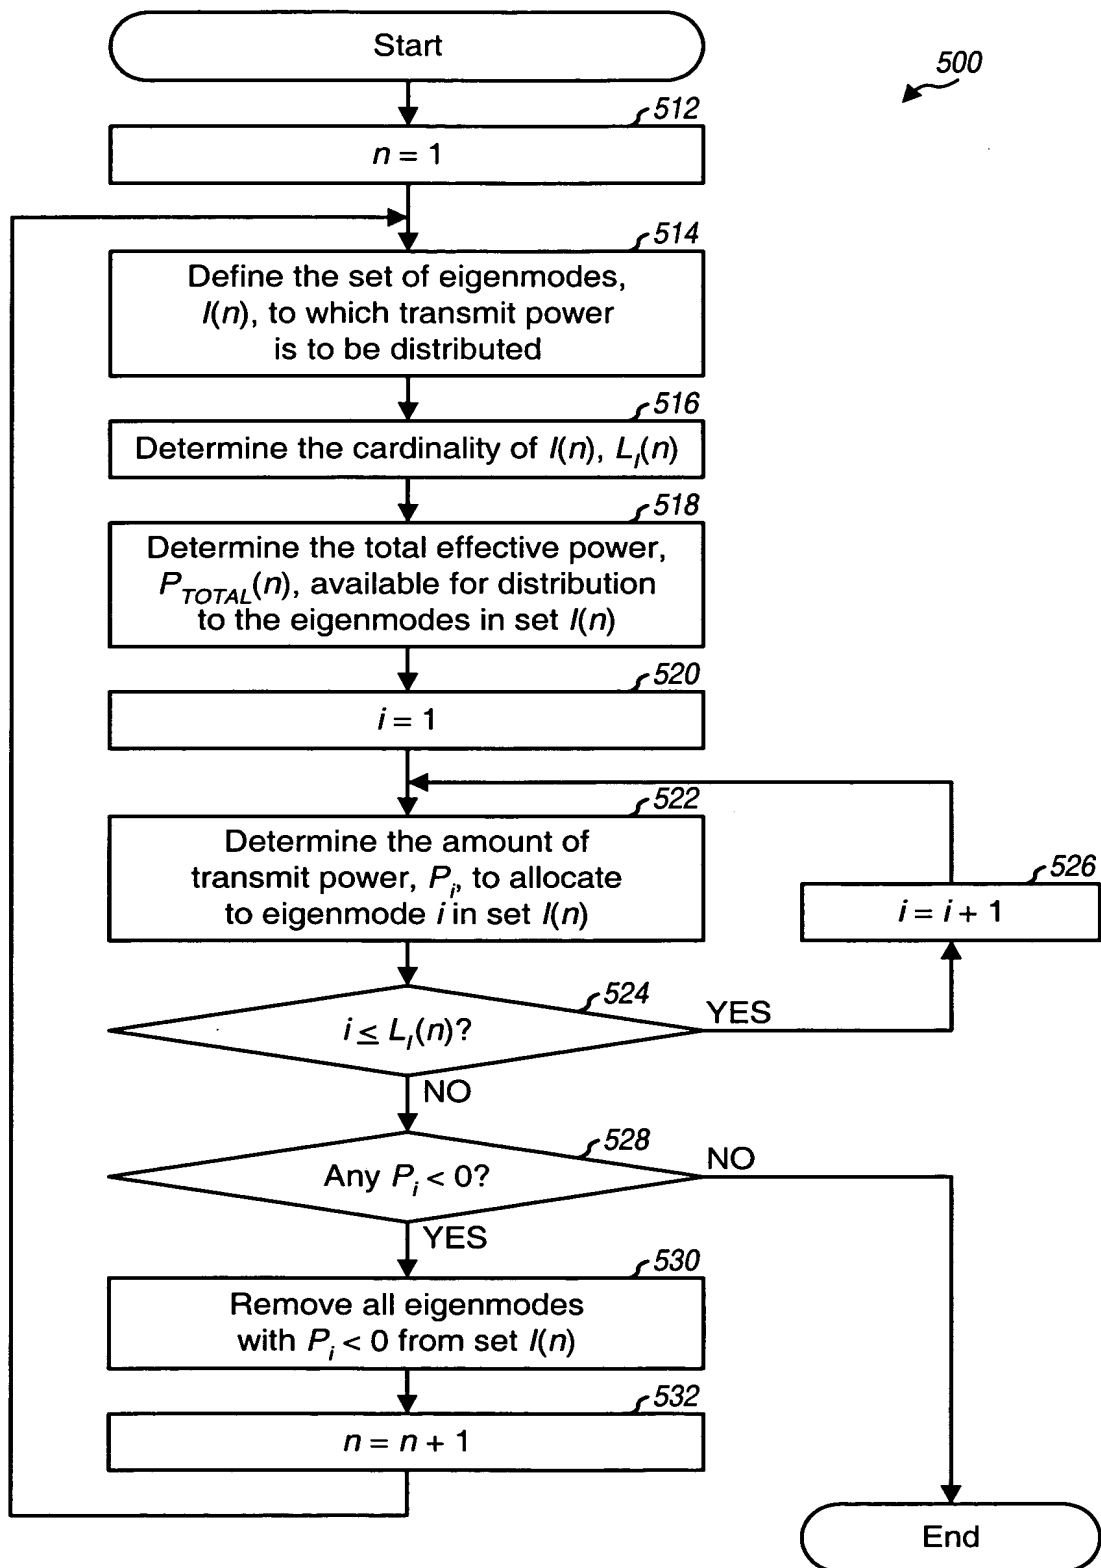 Start
500
512
n = 1
514
Define the set of eigenmodes,
I(n), to which transmit power
is to be distributed
516
Determine the cardinality of I(n), L_I(n)
518
Determine the total effective power,
P_TOTAL(n), available for distribution
to the eigenmodes in set I(n)
520
i = 1
522
Determine the amount of
transmit power, P_i, to allocate
to eigenmode i in set I(n)
526
i = i + 1
524
i ≤ L_I(n)?
YES
NO
528
Any P_i < 0?
NO
YES
530
Remove all eigenmodes
with P_i < 0 from set I(n)
532
n = n + 1
End